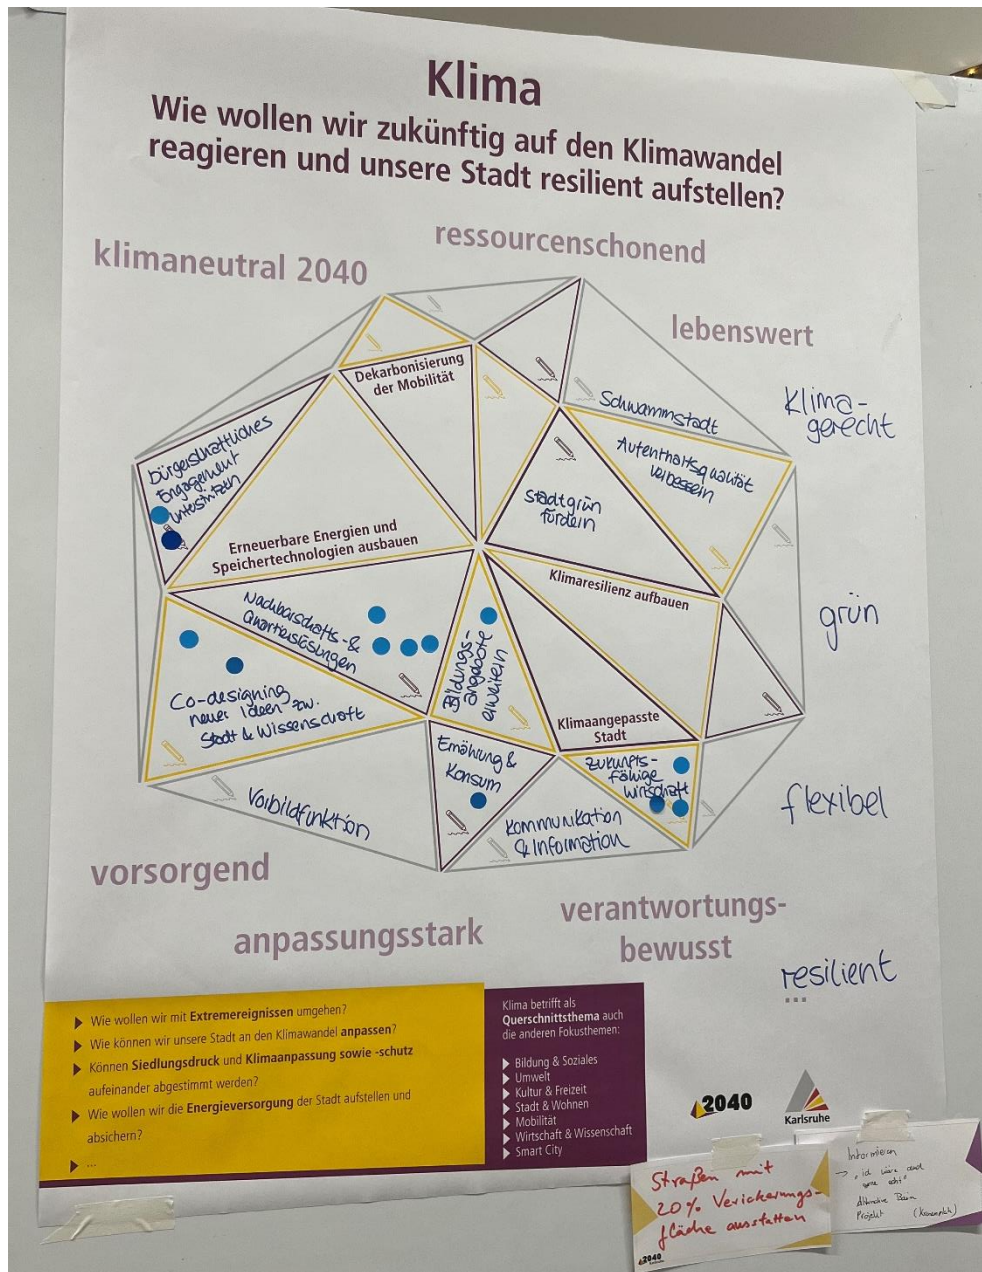 Klima
Wie wollen wir zukünftig auf den Klimawandel
reagieren und unsere Stadt resilient aufstellen?
ressourcenschonend
klimaneutral 2040
lebenswert
Klima-
gerecht
grün
flexibel
resilient
...
Dekarbonisierung
der Mobilität
Schwammstadt
Aufenthaltsqualität
verbessern
bürgerschaftliches
Engagement
unterstützen
Stadtgrün
fördern
Erneuerbare Energien und
Speichertechnologien ausbauen
Klimaresilienz aufbauen
Nachbarschafts- &
Quartierslösungen
Bildungs-
angebote
erweitern
Co-designing
neuer Ideen zw.
Stadt & Wissenschaft
Klimaangepasste
Stadt
Ernährung &
Konsum
Zukunfts-
fähige
Wirtschaft
Vorbildfunktion
Kommunikation
& Information
vorsorgend
anpassungsstark
verantwortungs-
bewusst
Wie wollen wir mit Extremereignissen umgehen?
Wie können wir unsere Stadt an den Klimawandel anpassen?
Können Siedlungsdruck und Klimaanpassung sowie -schutz
aufeinander abgestimmt werden?
Wie wollen wir die Energieversorgung der Stadt aufstellen und
absichern?
...
Klima betrifft als
Querschnittsthema auch
die anderen Fokusthemen:
Bildung & Soziales
Umwelt
Kultur & Freizeit
Stadt & Wohnen
Mobilität
Wirtschaft & Wissenschaft
Smart City
2040
Karlsruhe
Straßen mit
20% Versickerungs-
fläche ausstatten
2040
Informieren
Projekt